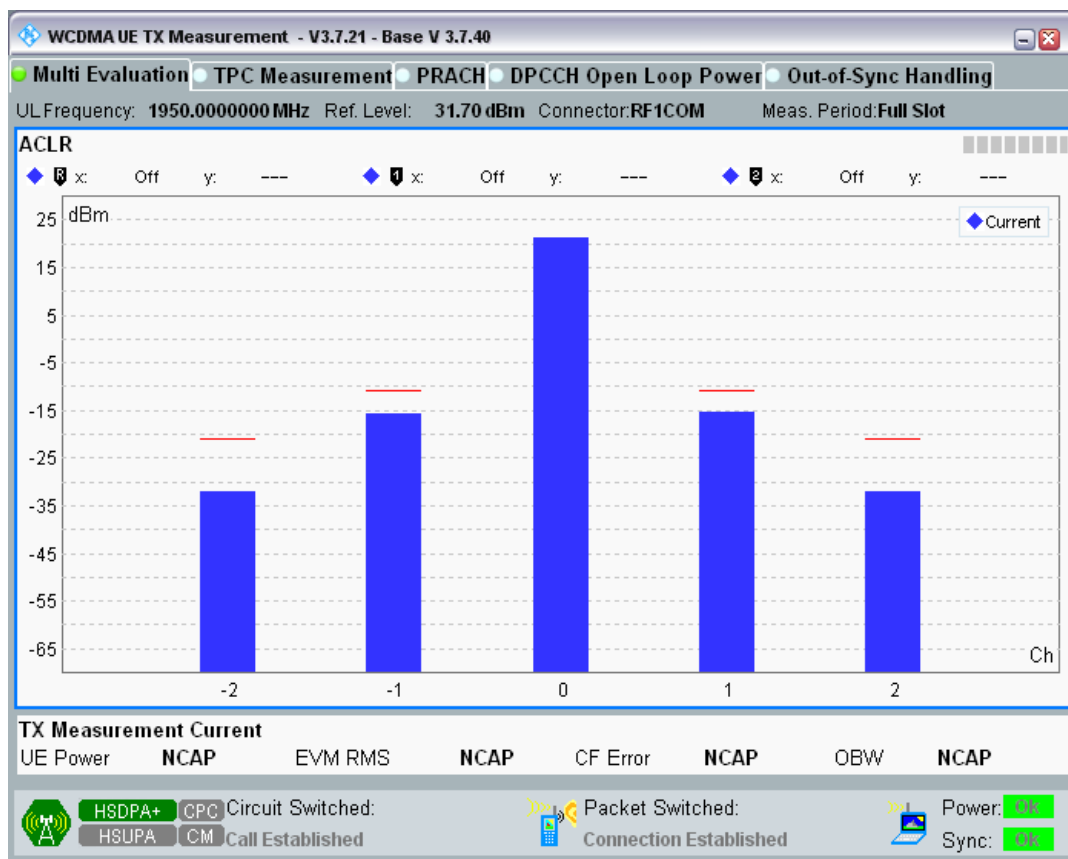 WCDMA UE TX Measurement - V3.7.21 - Base V 3.7.40
Multi Evaluation TPC Measurement PRACH DPCCH Open Loop Power Out-of-Sync Handling
UL Frequency: 1950.0000000 MHz Ref. Level: 31.70 dBm Connector:RF1COM Meas. Period:Full Slot
ACLR
R x: Off y: --- 1 x: Off y: --- 2 x: Off y: ---
dBm
Current
25
15
5
-5
-15
-25
-35
-45
-55
-65
Ch
-2 -1 0 1 2
TX Measurement Current
UE Power NCAP EVM RMS NCAP CF Error NCAP OBW NCAP
HSDPA+ CPC Circuit Switched: Packet Switched: Power: Ok
HSUPA CM Call Established Connection Established Sync: Ok